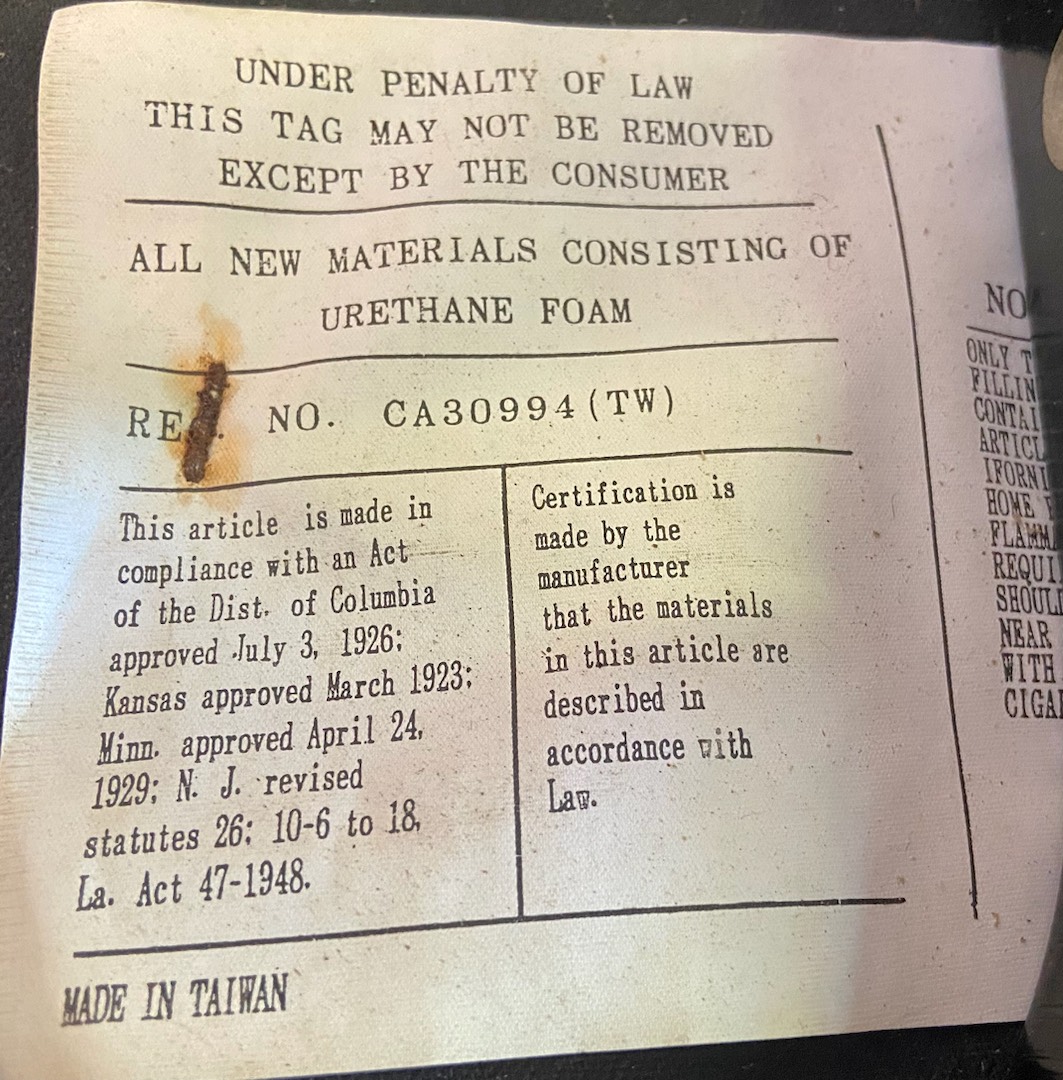 UNDER PENALTY OF LAW
THIS TAG MAY NOT BE REMOVED
EXCEPT BY THE CONSUMER
ALL NEW MATERIALS CONSISTING OF
URETHANE FOAM
NO. CA30994(TW)
This article is made in
compliance with an Act
of the Dist. of Columbia
approved July 3, 1926;
Kansas approved March 1923;
Minn. approved April 24,
1929; N. J. revised
statutes 26; 10-6 to 18,
La. Act 47-1948.
Certification is
made by the
manufacturer
that the materials
in this article are
described in
accordance with
Law.
MADE IN TAIWAN
NO
ONLY
NEAR
WITH